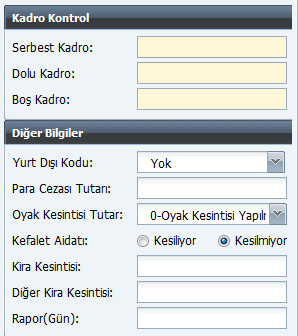 Kadro Kontrol
Serbest Kadro:
Dolu Kadro:
Boş Kadro:
Diğer Bilgiler
Yurt Dışı Kodu: Yok
Para Cezası Tutarı:
Oyak Kesintisi Tutar: 0-Oyak Kesintisi Yapılı
Kefalet Aidatı: Kesiliyor Kesilmiyor
Kira Kesintisi:
Diğer Kira Kesintisi:
Rapor(Gün):